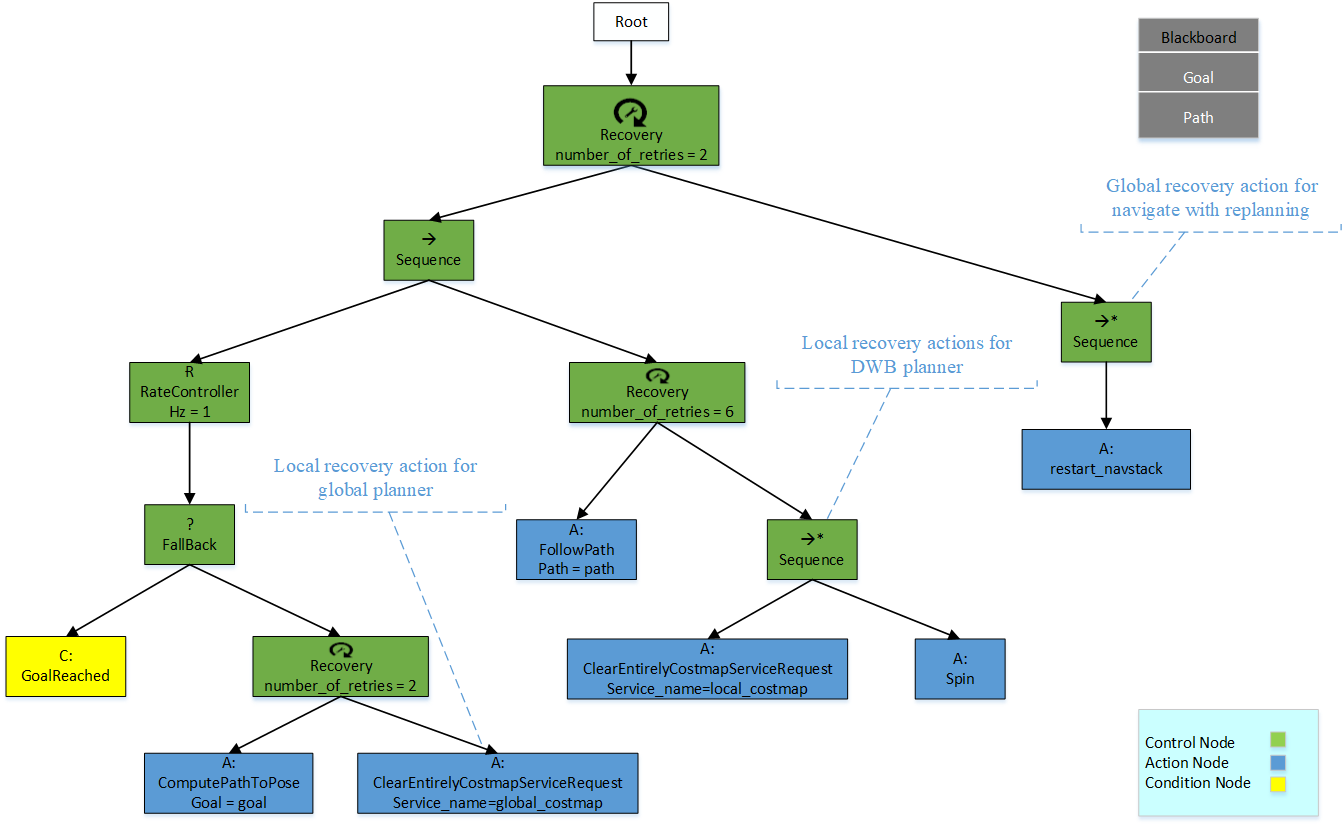 Root
Blackboard
Goal
Path
Recovery
number_of_retries = 2
Global recovery action for
navigate with replanning
→
Sequence
→*
Sequence
Local recovery actions for
DWB planner
R
RateController
Hz = 1
Recovery
number_of_retries = 6
A:
restart_navstack
Local recovery action for
global planner
?
FallBack
A:
FollowPath
Path = path
→*
Sequence
C:
GoalReached
Recovery
number_of_retries = 2
A:
ClearEntirelyCostmapServiceRequest
Service_name=local_costmap
A:
Spin
A:
ComputePathToPose
Goal = goal
A:
ClearEntirelyCostmapServiceRequest
Service_name=global_costmap
Control Node
Action Node
Condition Node